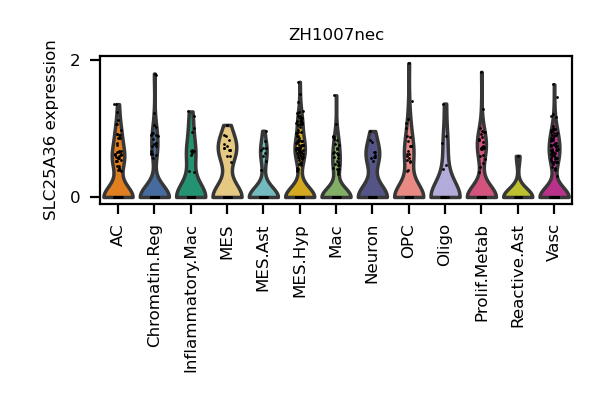 ZH1007nec
SLC25A36 expression
2
0
AC
Chromatin.Reg
Inflammatory.Mac
MES
MES.Ast
MES.Hyp
Mac
Neuron
OPC
Oligo
Prolif.Metab
Reactive.Ast
Vasc